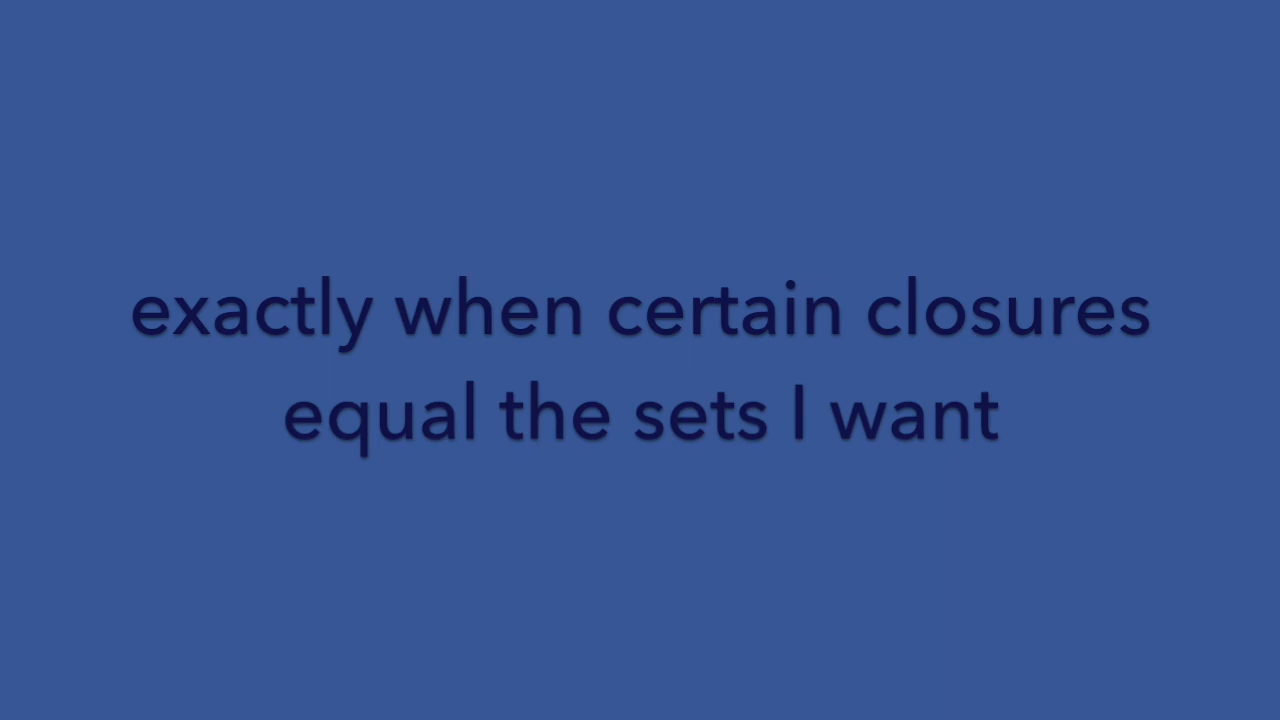 exactly when certain closures
equal the sets I want